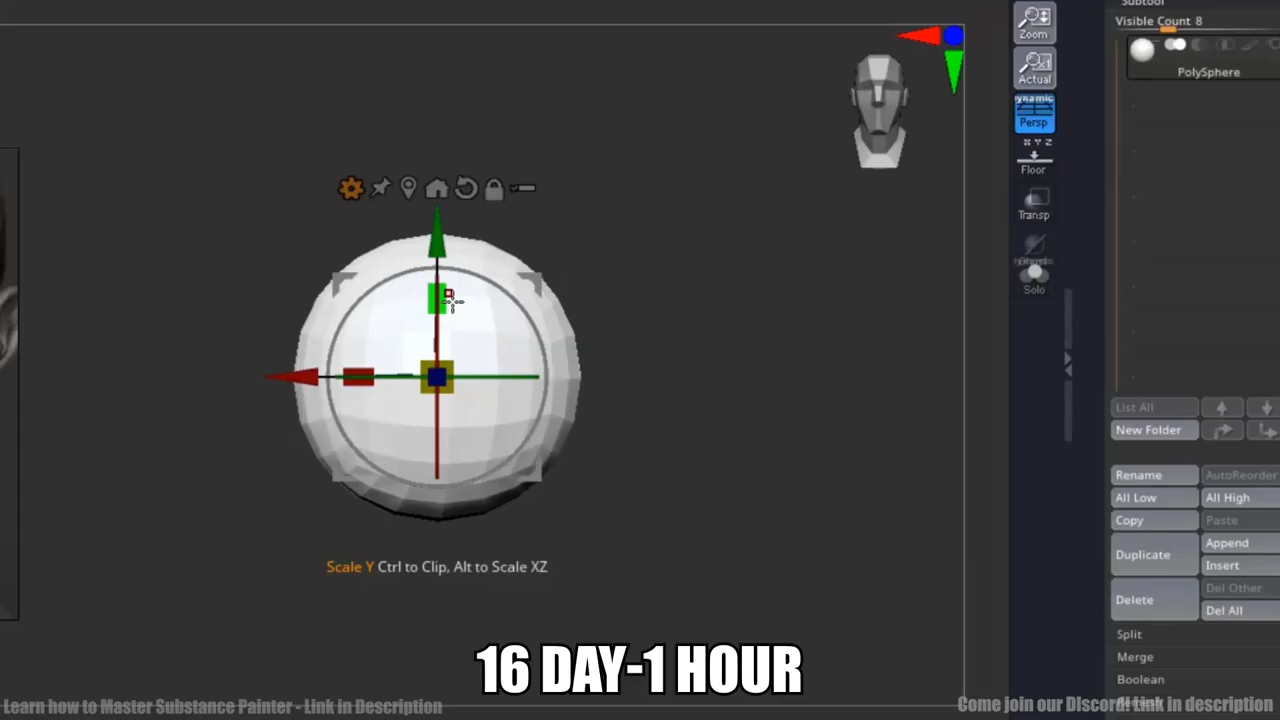 Subtool
Visible Count 8
PolySphere
Zoom
Actual
Dynamic
Persp
X Y Z
Floor
Transp
Solo
Scale Y Ctrl to Clip, Alt to Scale XZ
List All
New Folder
Rename
AutoReorder
All Low
All High
Copy
Paste
Duplicate
Append
Insert
Delete
Del Other
Del All
Split
Merge
Boolean
16 DAY-1 HOUR
Learn how to Master Substance Painter - Link in Description
Come join our Discord! Link in description